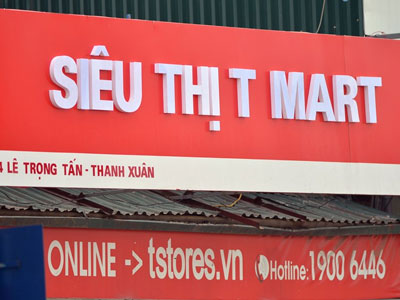 SIÊU THỊ T MART
4 LÊ TRỌNG TẤN - THANH XUÂN
ONLINE -> tstores.vn Hotline: 1900 6446